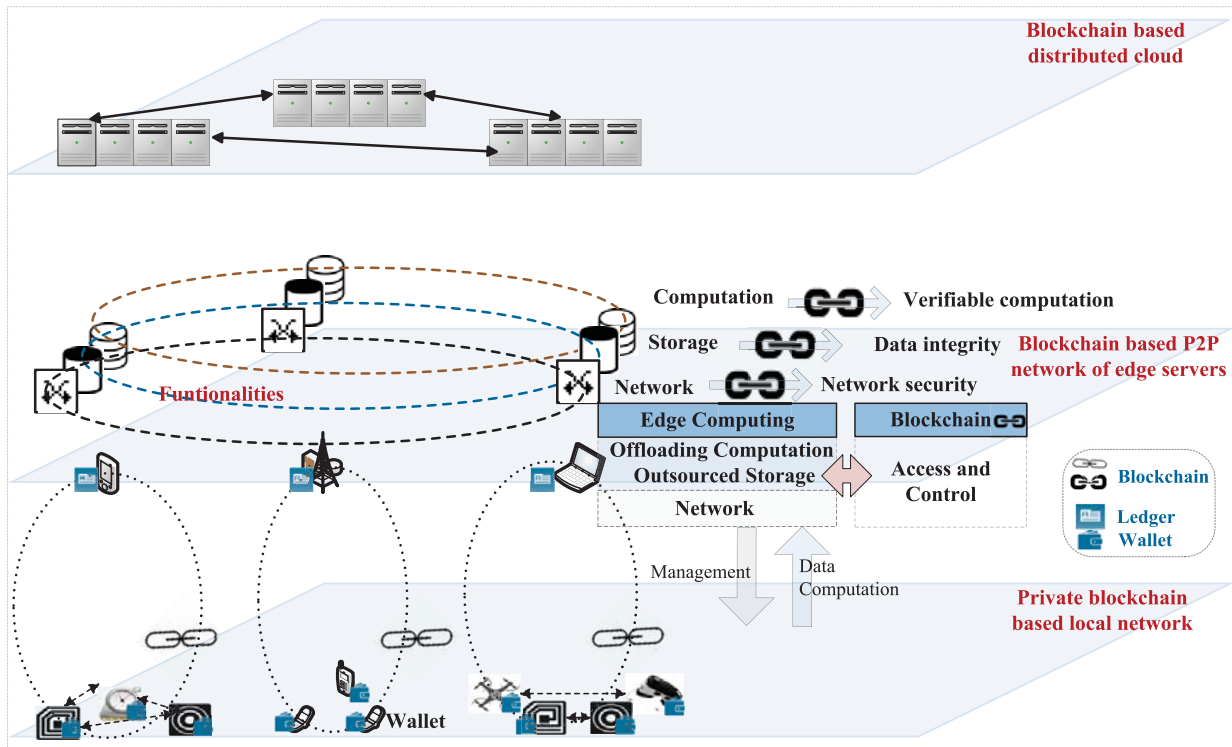 Blockchain based
distributed cloud
Computation
Verifiable computation
Storage
Data integrity
Blockchain based P2P
network of edge servers
Network
Network security
Funtionalities
Edge Computing
Blockchain
Offloading Computation
Outsourced Storage
Access and
Control
Network
Blockchain
Ledger
Wallet
Management
Data
Computation
Private blockchain
based local network
Wallet